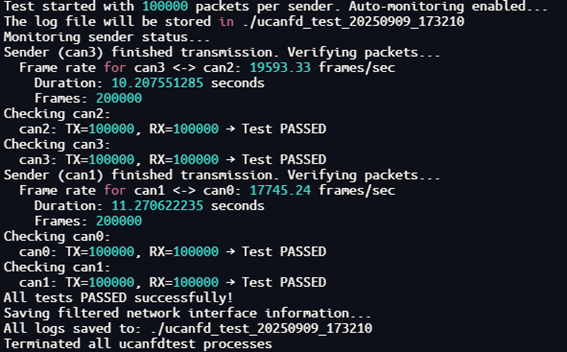 Test started with 100000 packets per sender. Auto-monitoring enabled...
The log file will be stored in ./ucanfd_test_20250909_173210
Monitoring sender status...
Sender (can3) finished transmission. Verifying packets...
  Frame rate for can3 <-> can2: 19593.33 frames/sec
    Duration: 10.207551285 seconds
    Frames: 200000
Checking can2:
  can2: TX=100000, RX=100000 → Test PASSED
Checking can3:
  can3: TX=100000, RX=100000 → Test PASSED
Sender (can1) finished transmission. Verifying packets...
  Frame rate for can1 <-> can0: 17745.24 frames/sec
    Duration: 11.270622235 seconds
    Frames: 200000
Checking can0:
  can0: TX=100000, RX=100000 → Test PASSED
Checking can1:
  can1: TX=100000, RX=100000 → Test PASSED
All tests PASSED successfully!
Saving filtered network interface information...
All logs saved to: ./ucanfd_test_20250909_173210
Terminated all ucanfdtest processes